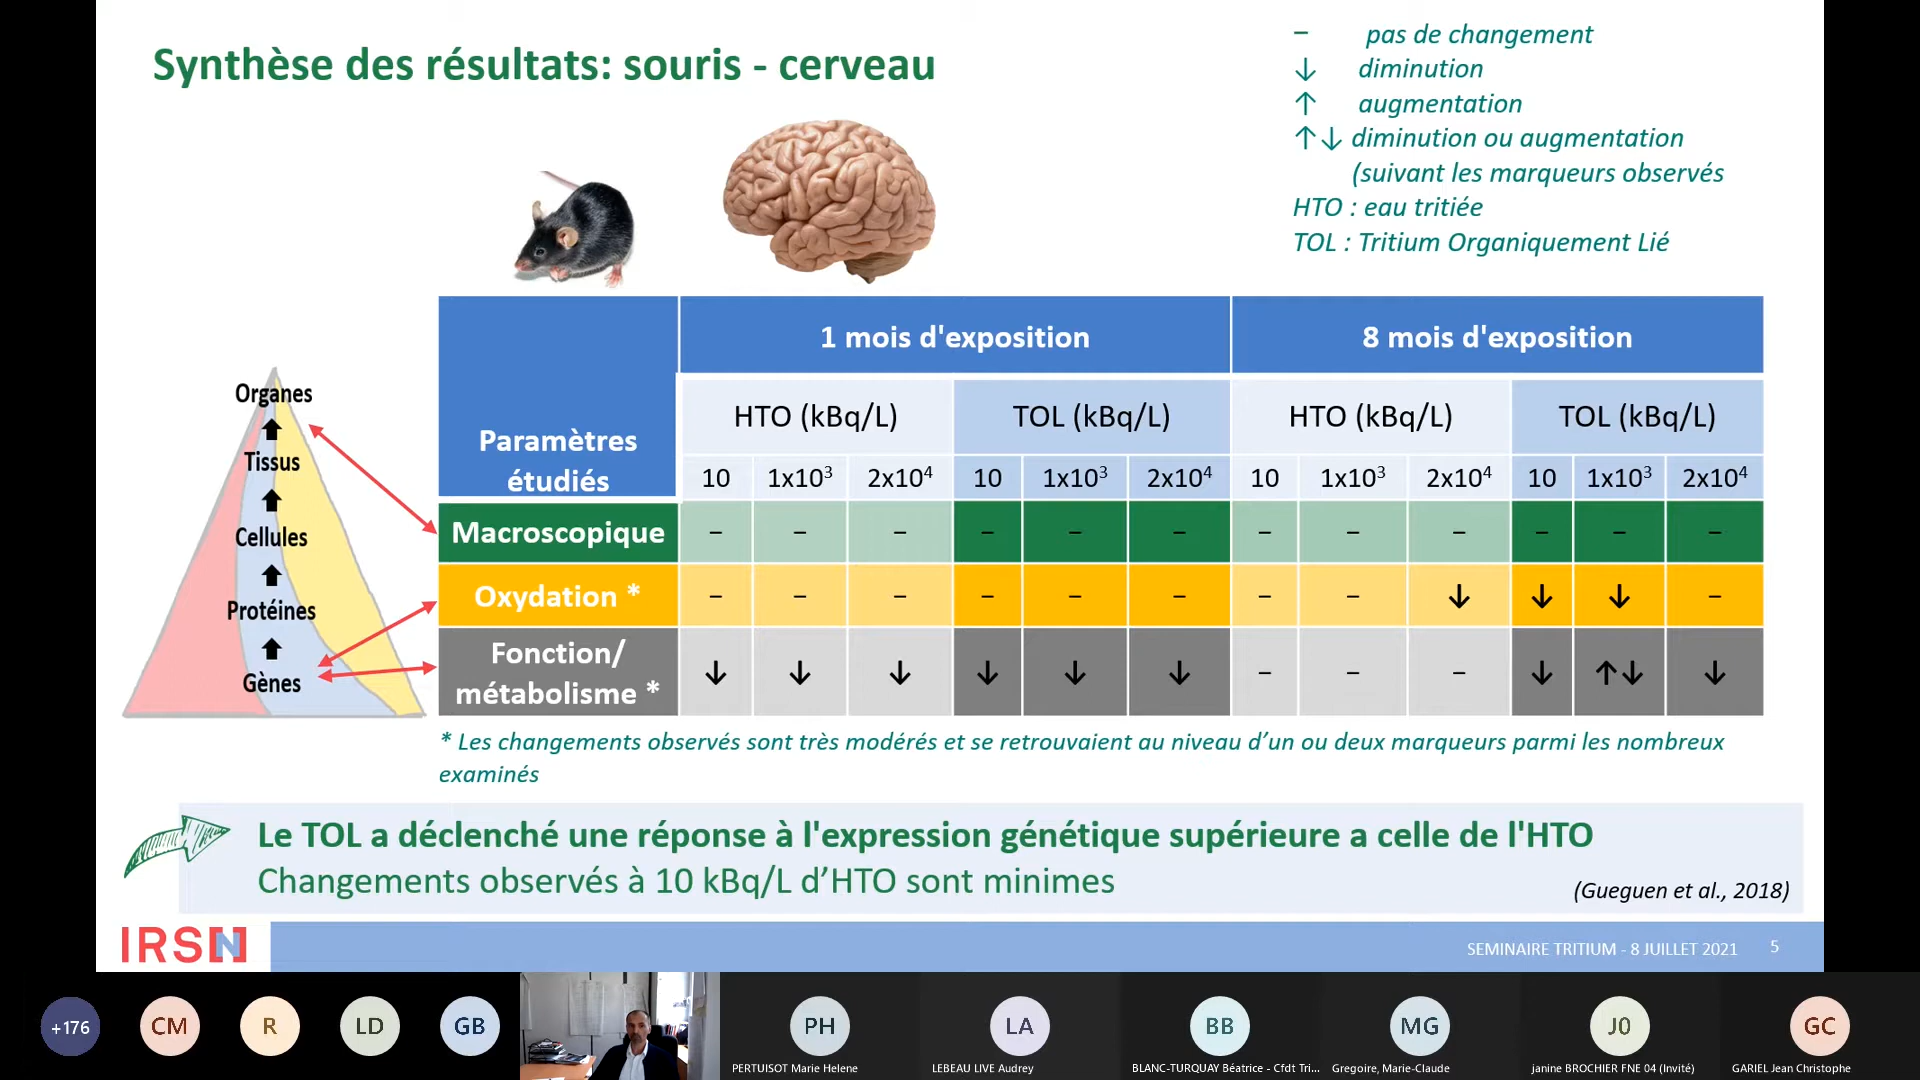 Synthèse des résultats: souris - cerveau
– pas de changement
↓ diminution
↑ augmentation
↑↓ diminution ou augmentation
(suivant les marqueurs observés
HTO : eau tritiée
TOL : Tritium Organiquement Lié
Organes
Tissus
Cellules
Protéines
Gènes
Paramètres
étudiés
1 mois d'exposition
8 mois d'exposition
HTO (kBq/L) TOL (kBq/L) HTO (kBq/L) TOL (kBq/L)
10 1x10³ 2x10⁴ 10 1x10³ 2x10⁴ 10 1x10³ 2x10⁴ 10 1x10³ 2x10⁴
Macroscopique – – – – – – – – – – – –
Oxydation * – – – – – – – – ↓ ↓ ↓ –
Fonction/
métabolisme * ↓ ↓ ↓ ↓ ↓ ↓ – – – ↓ ↑↓ ↓
* Les changements observés sont très modérés et se retrouvaient au niveau d’un ou deux marqueurs parmi les nombreux
examinés
Le TOL a déclenché une réponse à l'expression génétique supérieure a celle de l'HTO
Changements observés à 10 kBq/L d’HTO sont minimes
(Gueguen et al., 2018)
IRSN
SEMINAIRE TRITIUM - 8 JUILLET 2021 5
+176 CM R LD GB PH LA BB MG J0 GC
PERTUISOT Marie Helene
LEBEAU LIVE Audrey
BLANC-TURQUAY Béatrice - Cfdt Tri...
Gregoire, Marie-Claude
janine BROCHIER FNE 04 (Invité)
GARIEL Jean Christophe